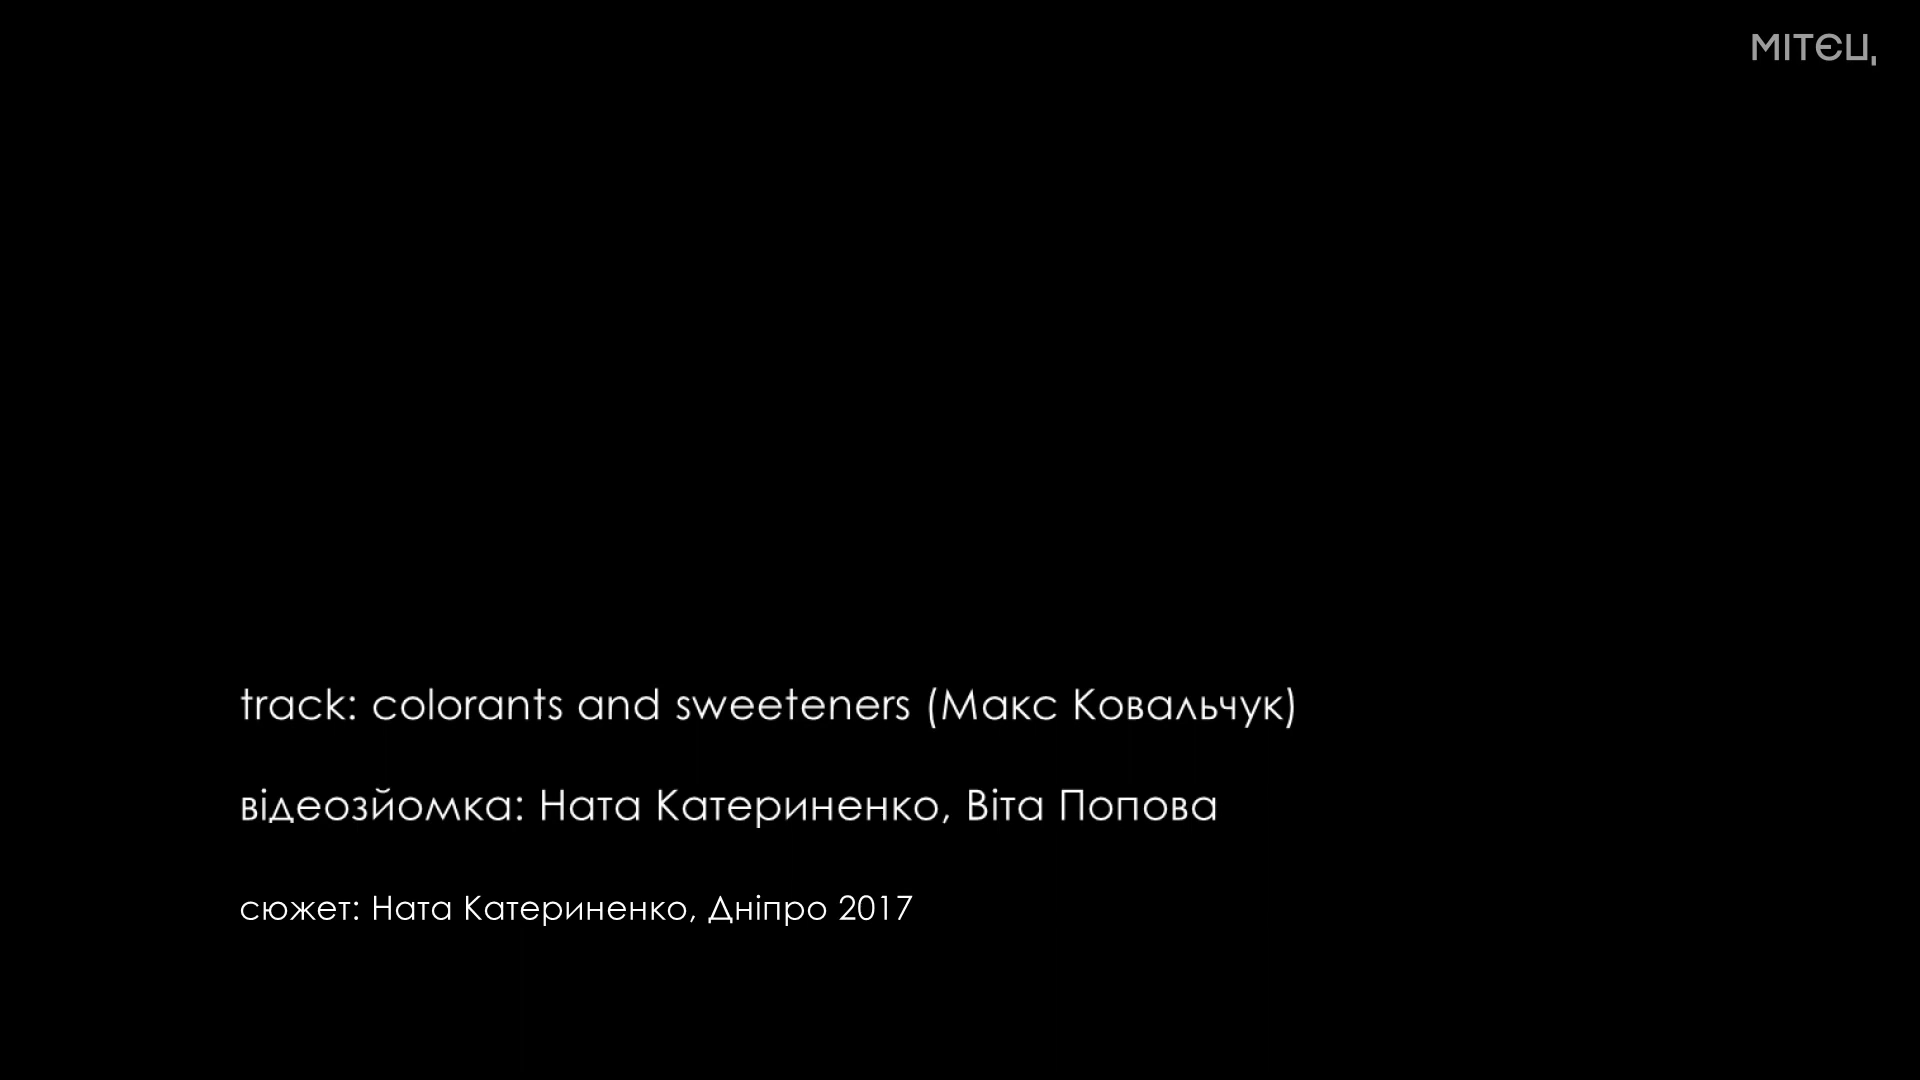 МІТЄЦ
track: colorants and sweeteners (Макс Ковальчук)
відеозйомка: Ната Катериненко, Віта Попова
сюжет: Ната Катериненко, Дніпро 2017